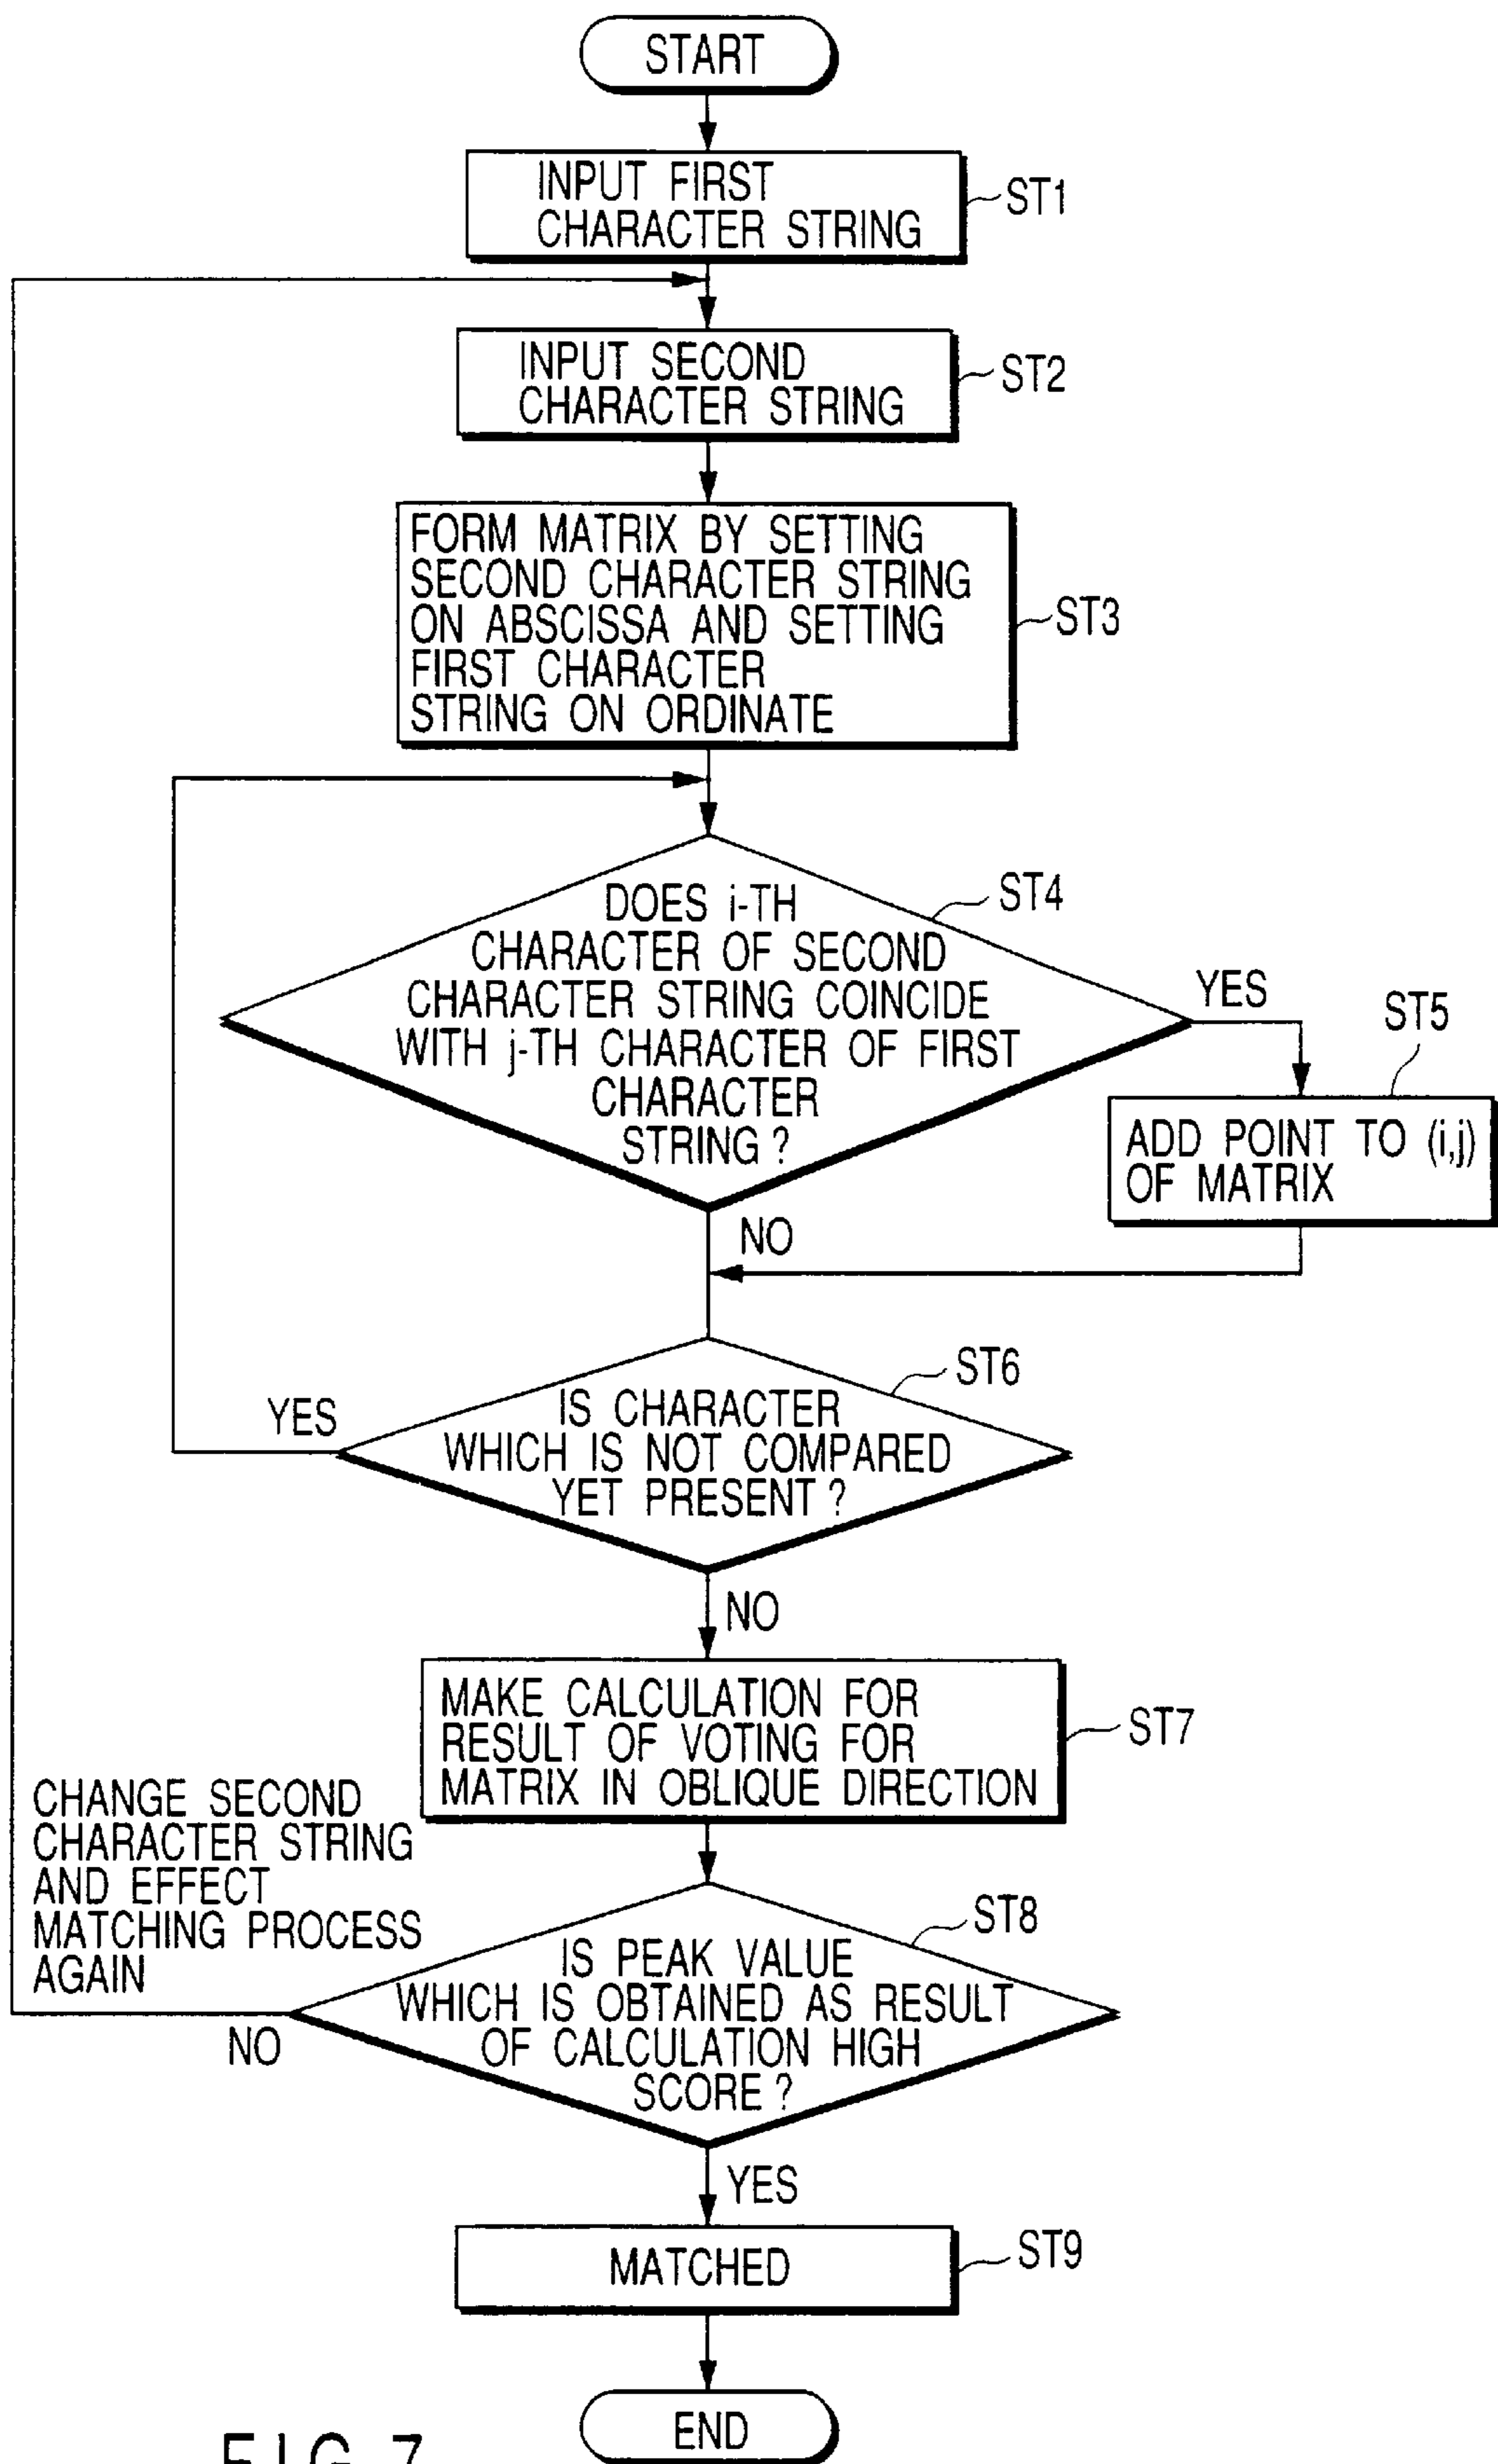 START
INPUT FIRST
CHARACTER STRING
ST1
INPUT SECOND
CHARACTER STRING
ST2
FORM MATRIX BY SETTING
SECOND CHARACTER STRING
ON ABSCISSA AND SETTING
FIRST CHARACTER
STRING ON ORDINATE
ST3
DOES i-TH
CHARACTER OF SECOND
CHARACTER STRING COINCIDE
WITH j-TH CHARACTER OF FIRST
CHARACTER
STRING ?
ST4
YES
ST5
ADD POINT TO (i,j)
OF MATRIX
NO
IS CHARACTER
WHICH IS NOT COMPARED
YET PRESENT ?
ST6
YES
NO
MAKE CALCULATION FOR
RESULT OF VOTING FOR
MATRIX IN OBLIQUE DIRECTION
ST7
CHANGE SECOND
CHARACTER STRING
AND EFFECT
MATCHING PROCESS
AGAIN
IS PEAK VALUE
WHICH IS OBTAINED AS RESULT
OF CALCULATION HIGH
SCORE ?
ST8
NO
YES
MATCHED
ST9
END
FIG. 7